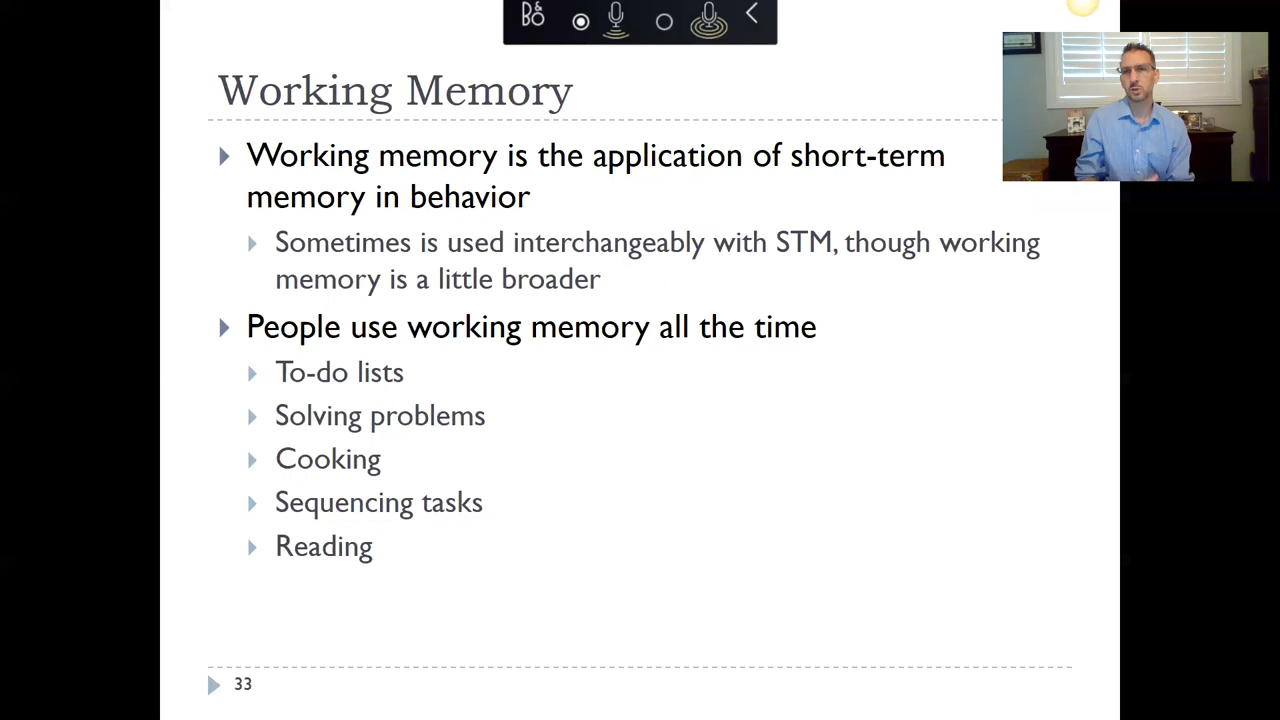 B&O
Working Memory
Working memory is the application of short-term
memory in behavior
Sometimes is used interchangeably with STM, though working
memory is a little broader
People use working memory all the time
To-do lists
Solving problems
Cooking
Sequencing tasks
Reading
33